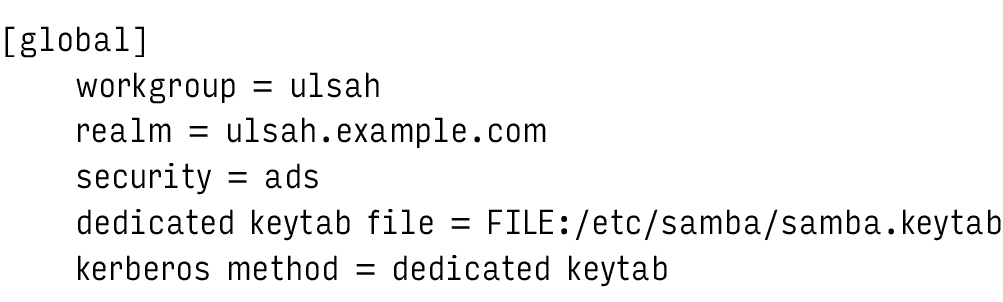 [global]
workgroup = ulsah
realm = ulsah.example.com
security = ads
dedicated keytab file = FILE:/etc/samba/samba.keytab
kerberos method = dedicated keytab